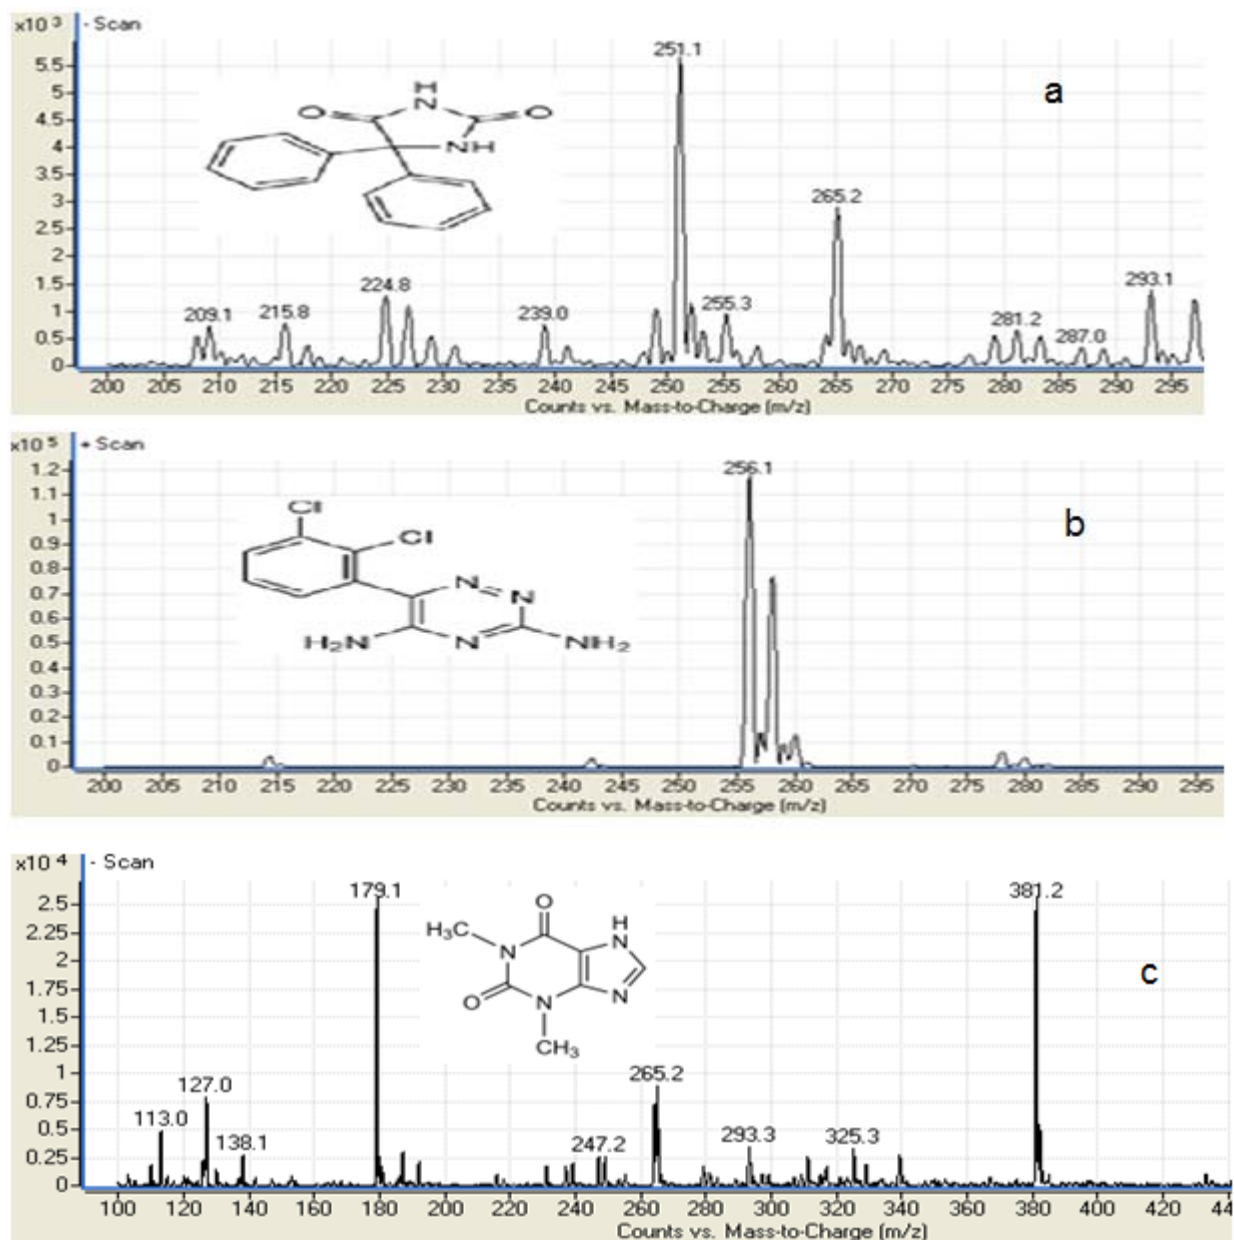 x10 3 - Scan
251.1
a
5.5
5
4.5
4
3.5
3
2.5
2
1.5
1
0.5
0
O
H
N
O
NH
265.2
224.8
209.1
215.8
239.0
255.3
281.2
287.0
293.1
200 205 210 215 220 225 230 235 240 245 250 255 260 265 270 275 280 285 290 295
Counts vs. Mass-to-Charge (m/z)
x10 5 + Scan
256.1
b
1.2
1.1
1
0.9
0.8
0.7
0.6
0.5
0.4
0.3
0.2
0.1
0
Cl
Cl
N
N
H2N
N
NH2
200 205 210 215 220 225 230 235 240 245 250 255 260 265 270 275 280 285 290 295
Counts vs. Mass-to-Charge (m/z)
x10 4 - Scan
179.1
381.2
c
2.5
2.25
2
1.75
1.5
1.25
1
0.75
0.5
0.25
0
O
H
H3C
N
N
O
N
N
CH3
265.2
127.0
113.0
138.1
247.2
293.3
325.3
100 120 140 160 180 200 220 240 260 280 300 320 340 360 380 400 420 44
Counts vs. Mass-to-Charge (m/z)